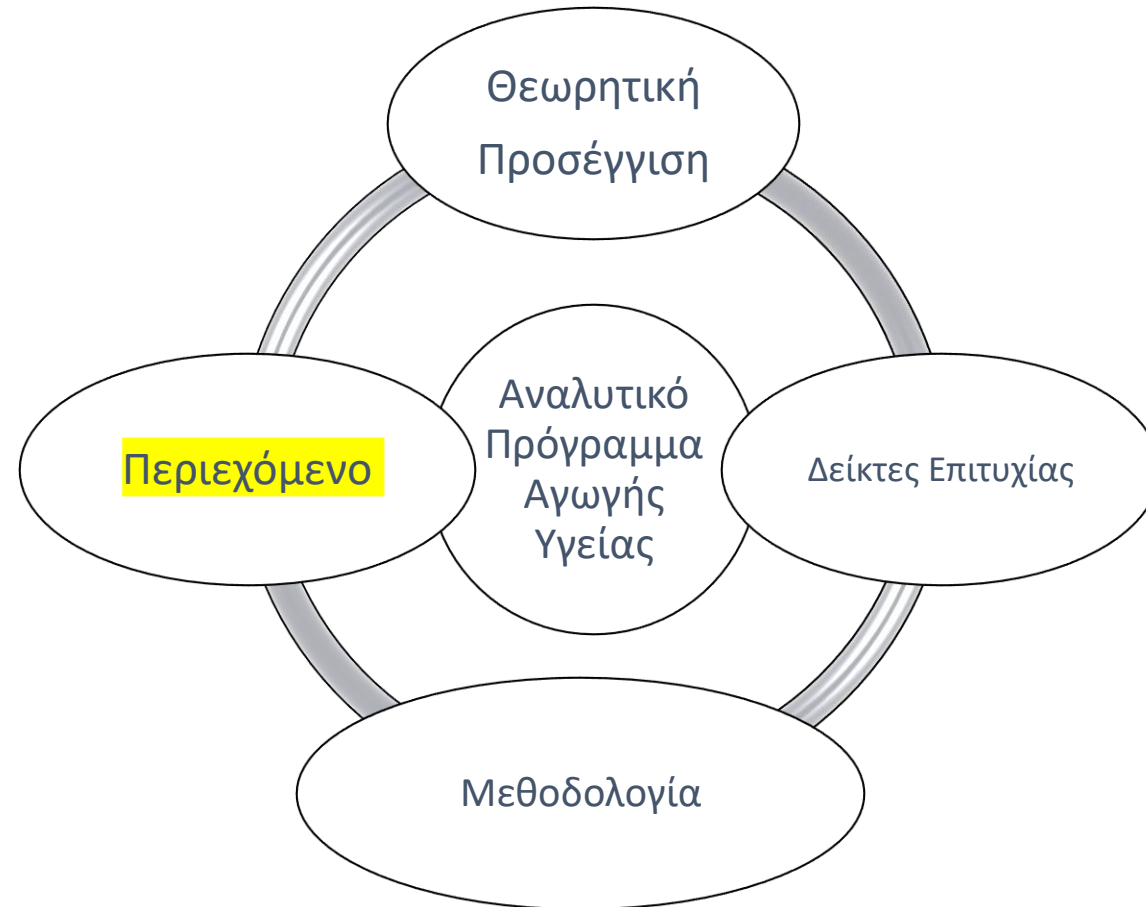 Θεωρητική
Προσέγγιση
Αναλυτικό
Πρόγραμμα
Αγωγής
Υγείας
Περιεχόμενο
Δείκτες Επιτυχίας
Μεθοδολογία